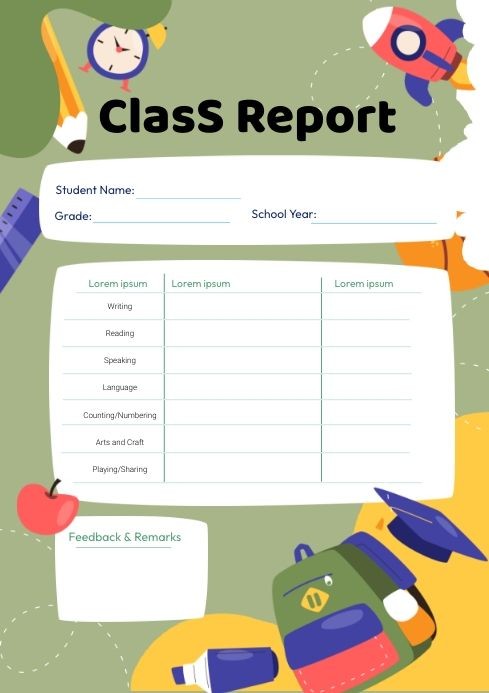 ClasS Report
Student Name:
Grade: School Year:
Lorem ipsum Lorem ipsum Lorem ipsum
Writing
Reading
Speaking
Language
Counting/Numbering
Arts and Craft
Playing/Sharing
Feedback & Remarks